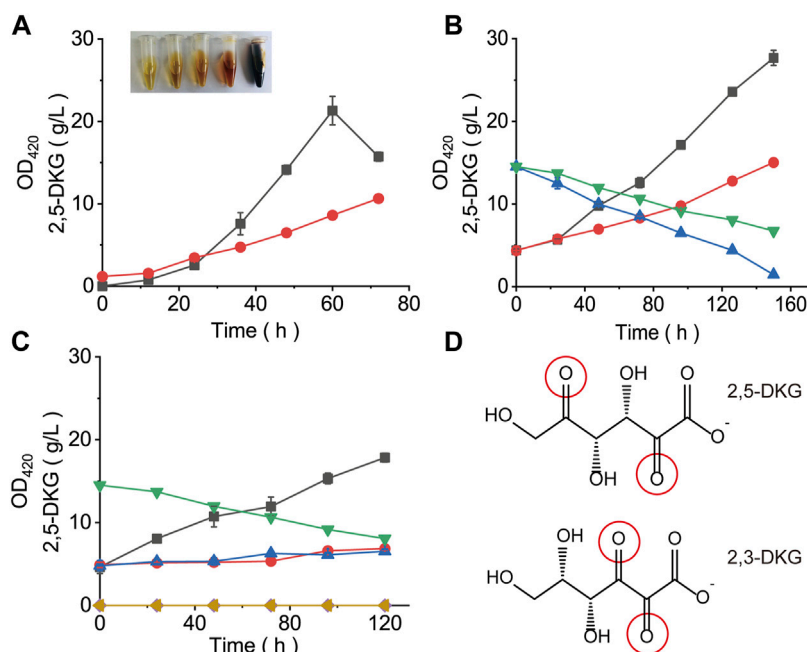 A
OD420
2,5-DKG ( g/L )
30
20
10
0
0 20 40 60 80
Time ( h )
B
OD420
2,5-DKG ( g/L )
30
20
10
0
0 40 80 120 160
Time ( h )
C
OD420
2,5-DKG ( g/L )
30
20
10
0
0 40 80 120
Time ( h )
D
O OH O
HO O-
OH O
2,5-DKG
OH O O
HO O-
OH O
2,3-DKG